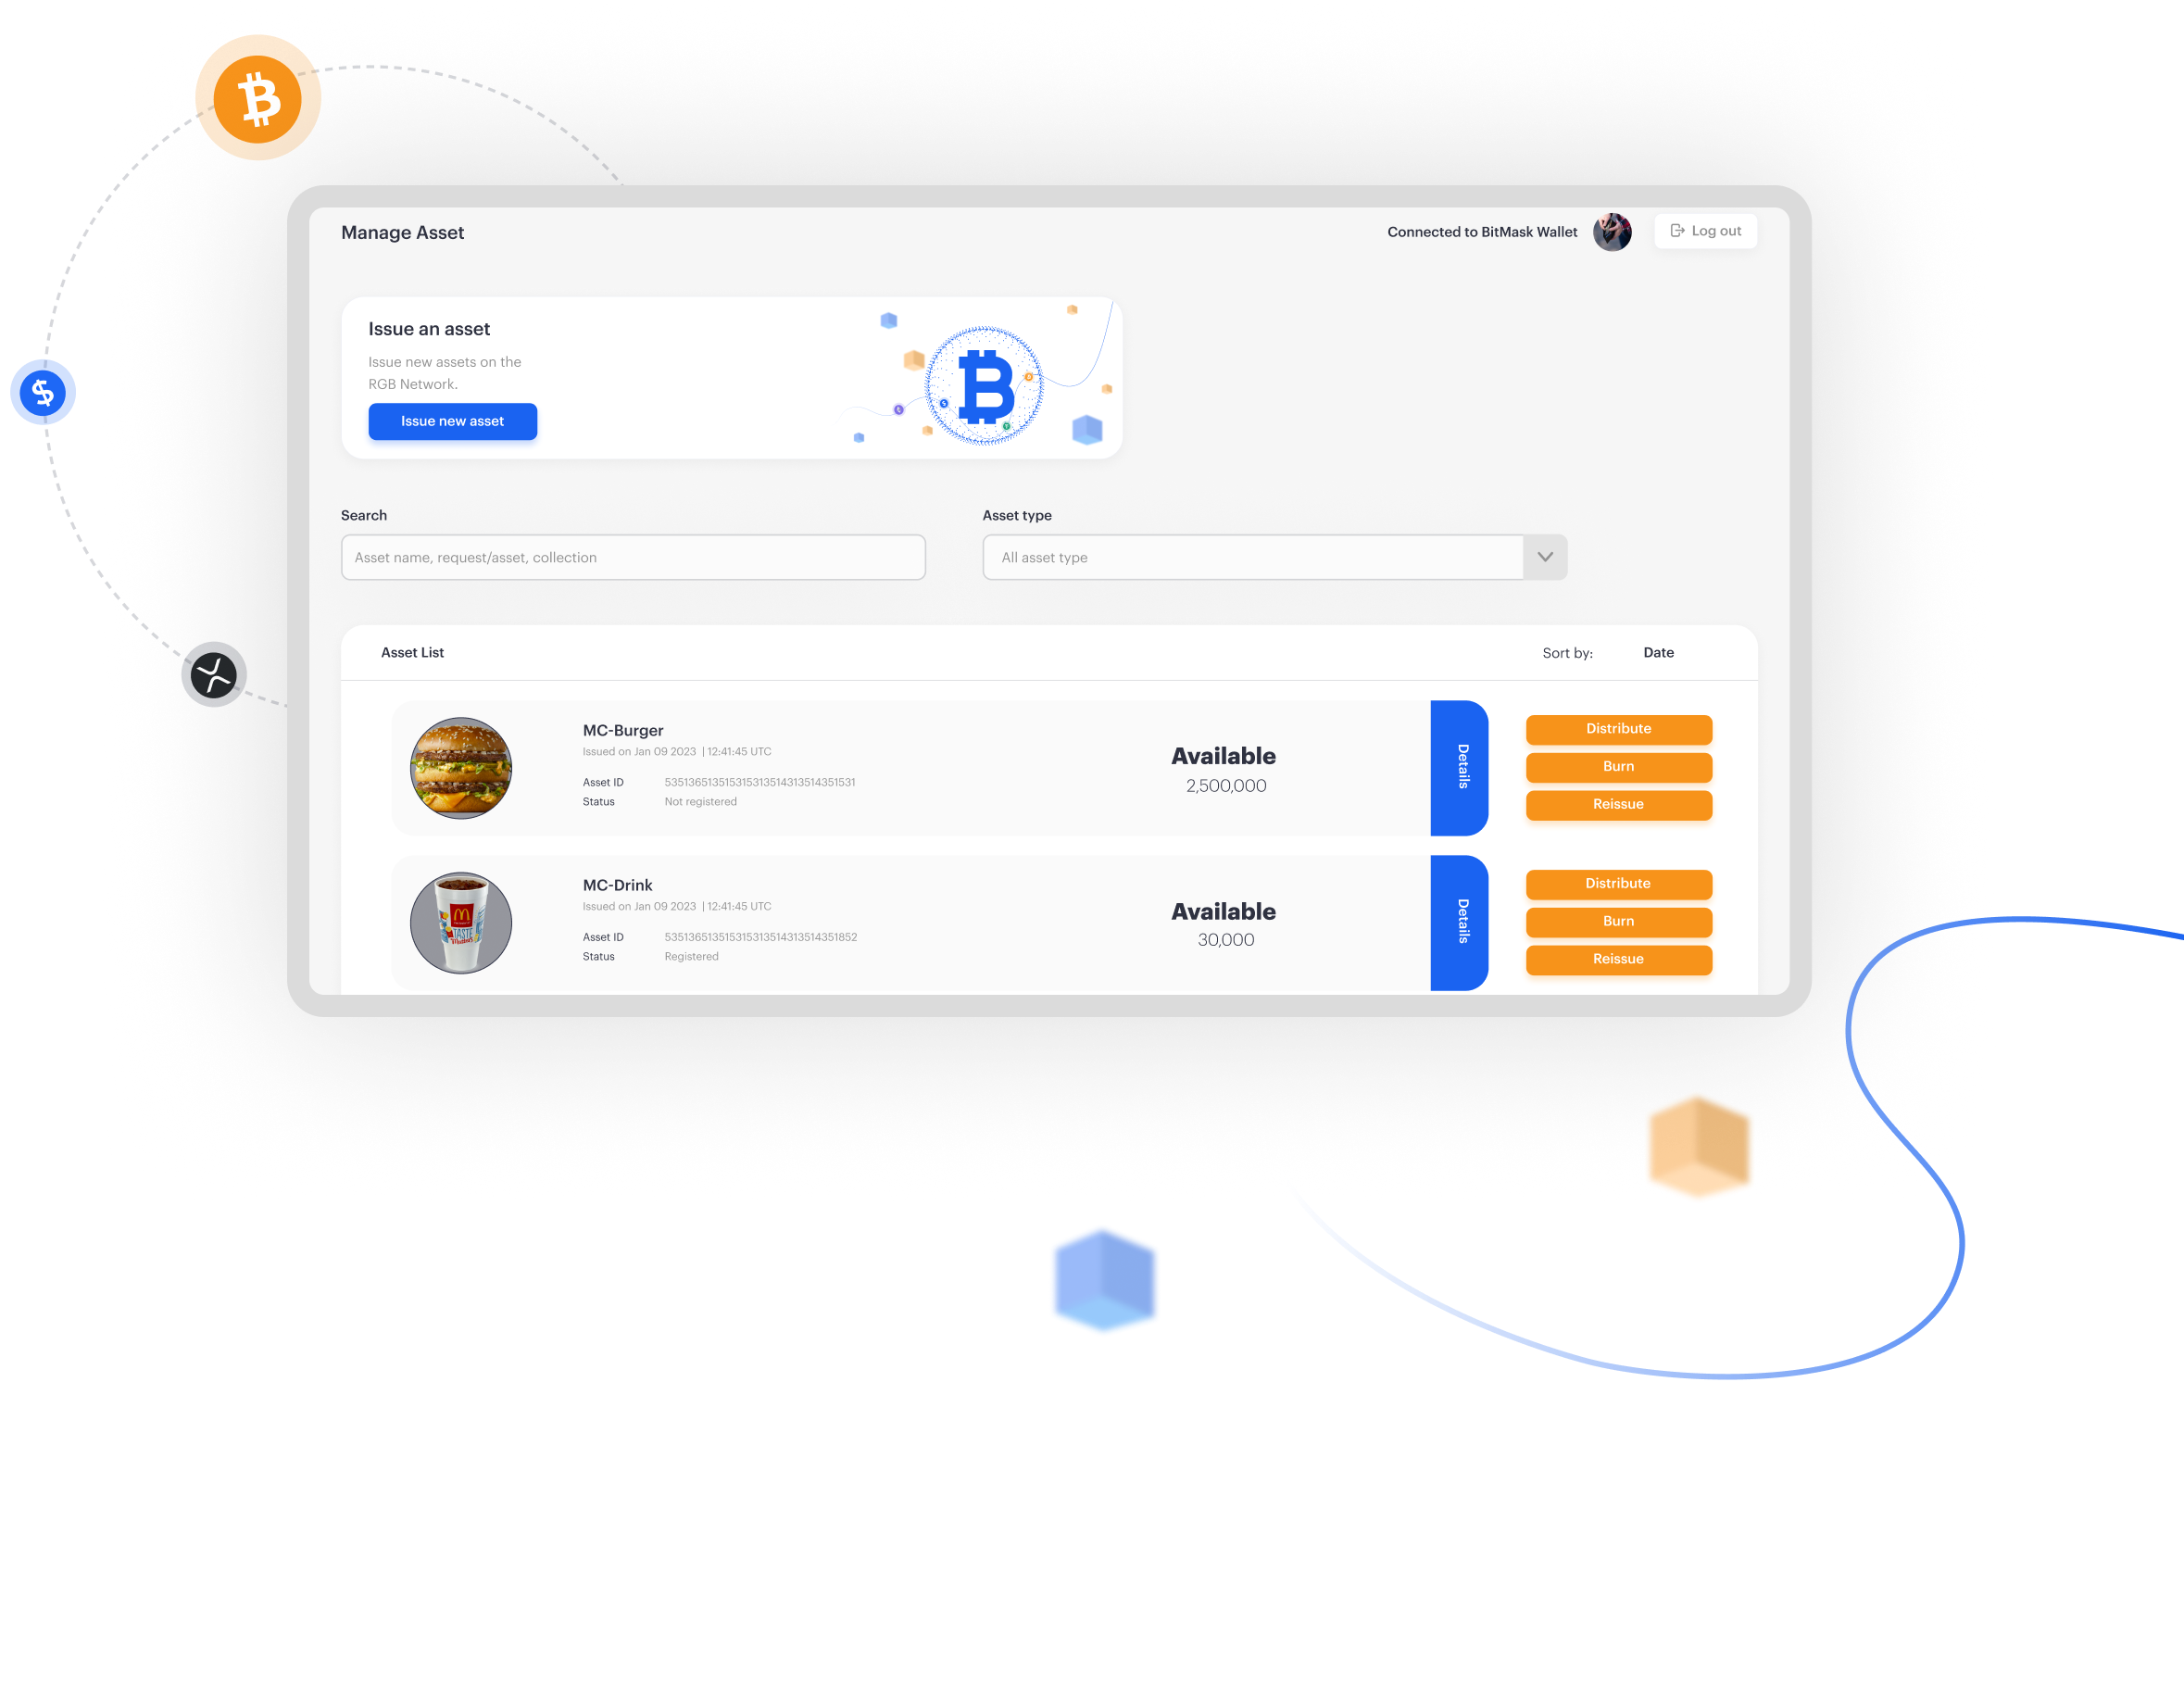 Manage Asset
Connected to BitMask Wallet
Log out
Issue an asset
Issue new assets on the
RGB Network.
Issue new asset
Search
Asset type
Asset name, request/asset, collection
All asset type
Asset List
Sort by:
Date
MC-Burger
Issued on Jan 09 2023 | 12:41:45 UTC
Asset ID
53513651351531531351431351435​1531
Status
Not registered
Available
2,500,000
Details
Distribute
Burn
Reissue
MC-Drink
Issued on Jan 09 2023 | 12:41:45 UTC
Asset ID
535136513515315313514313514351852
Status
Registered
TASTE
Available
30,000
Details
Distribute
Burn
Reissue